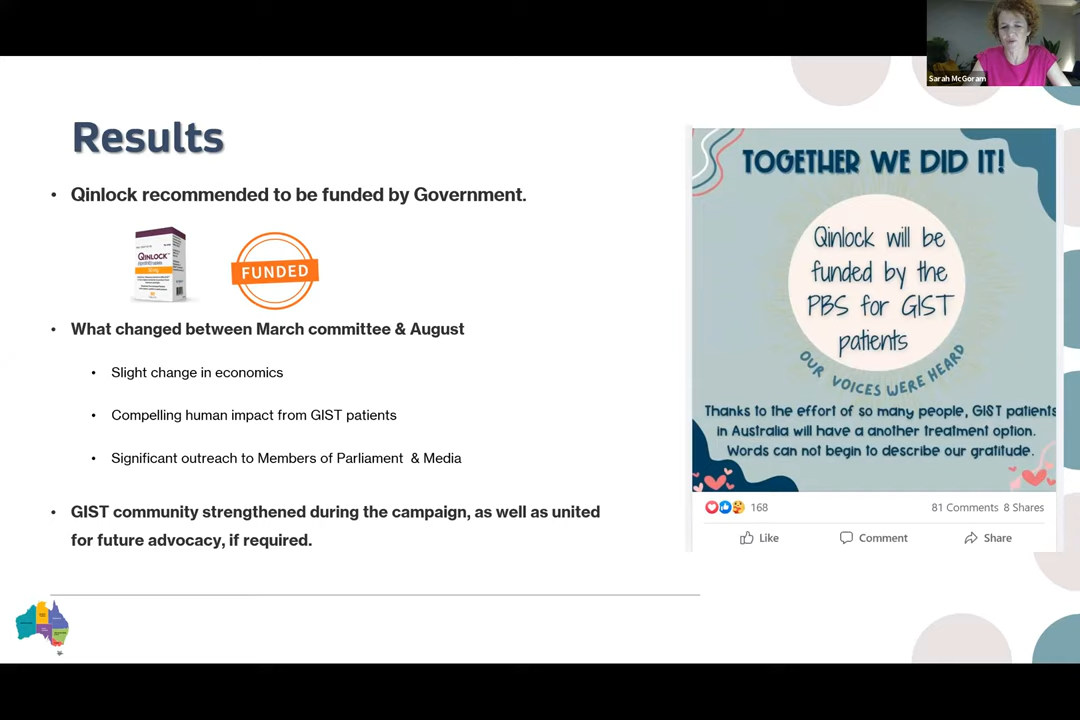 Sarah McGoram
Results
• Qinlock recommended to be funded by Government.
QINLOCK
FUNDED
• What changed between March committee & August
• Slight change in economics
• Compelling human impact from GIST patients
• Significant outreach to Members of Parliament & Media
• GIST community strengthened during the campaign, as well as united
for future advocacy, if required.
TOGETHER WE DID IT!
Qinlock will be
funded by the
PBS for GIST
patients
OUR VOICES WERE HEARD
Thanks to the effort of so many people, GIST patients
in Australia will have a another treatment option.
Words can not begin to describe our gratitude.
168
81 Comments 8 Shares
Like
Comment
Share